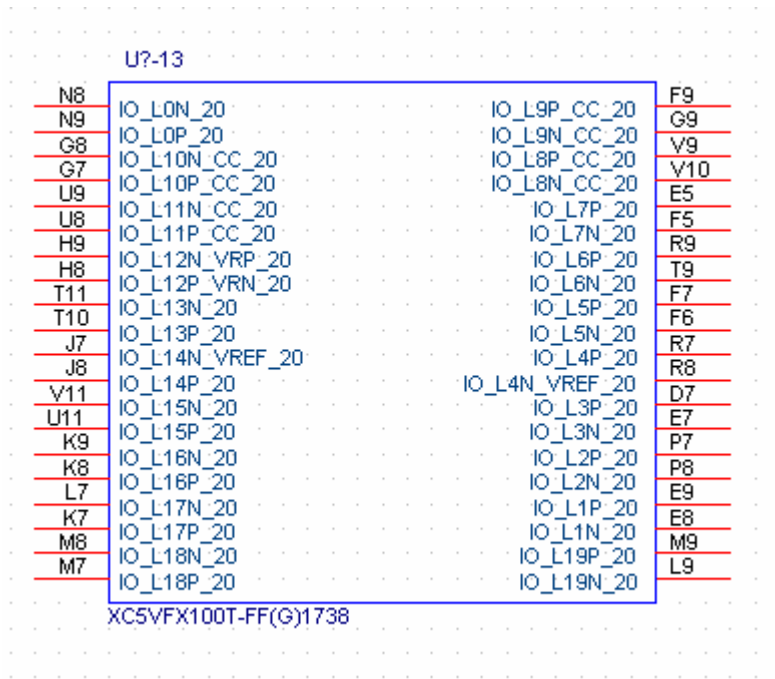 U?-13
N8 IO_L0N_20 IO_L9P_CC_20 F9
N9 IO_L0P_20 IO_L9N_CC_20 G9
G8 IO_L10N_CC_20 IO_L8P_CC_20 V9
G7 IO_L10P_CC_20 IO_L8N_CC_20 V10
U9 IO_L11N_CC_20 IO_L7P_20 E5
U8 IO_L11P_CC_20 IO_L7N_20 F5
H9 IO_L12N_VRP_20 IO_L6P_20 R9
H8 IO_L12P_VRN_20 IO_L6N_20 T9
T11 IO_L13N_20 IO_L5P_20 F7
T10 IO_L13P_20 IO_L5N_20 F6
J7 IO_L14N_VREF_20 IO_L4P_20 R7
J8 IO_L14P_20 IO_L4N_VREF_20 R8
V11 IO_L15N_20 IO_L3P_20 D7
U11 IO_L15P_20 IO_L3N_20 E7
K9 IO_L16N_20 IO_L2P_20 P7
K8 IO_L16P_20 IO_L2N_20 P8
L7 IO_L17N_20 IO_L1P_20 E9
K7 IO_L17P_20 IO_L1N_20 E8
M8 IO_L18N_20 IO_L19P_20 M9
M7 IO_L18P_20 IO_L19N_20 L9
XC5VFX100T-FF(G)1738